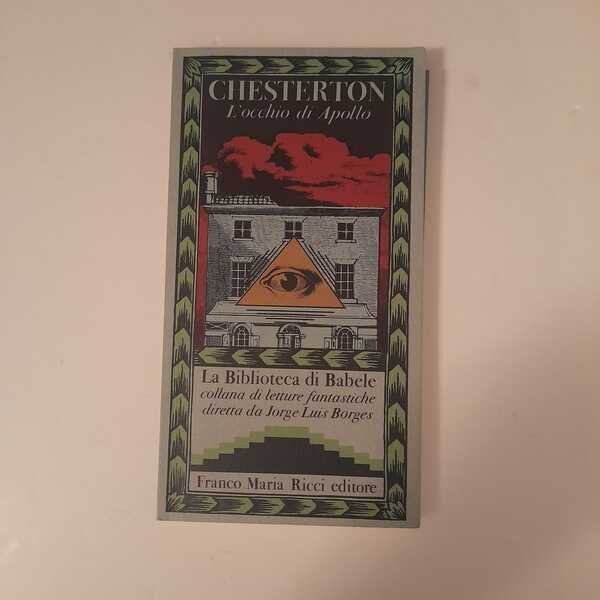 CHESTERTON
L'occhio di Apollo
La Biblioteca di Babele
collana di letture fantastiche
diretta da Jorge Luis Borges
Franco Maria Ricci editore